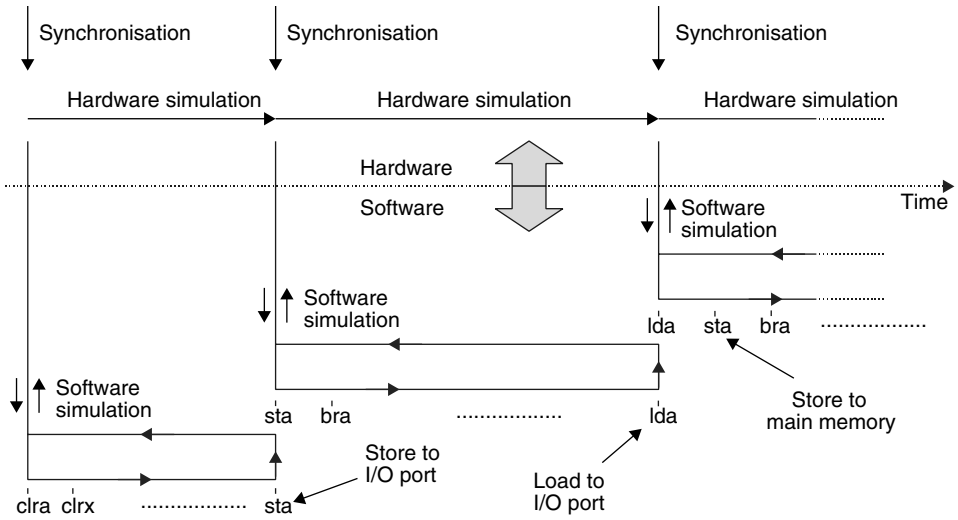 Synchronisation
Synchronisation
Synchronisation
Hardware simulation
Hardware simulation
Hardware simulation
Hardware
Software
Time
Software
simulation
Software
simulation
lda
sta
bra
Software
simulation
Store to
main memory
sta
bra
lda
Store to
I/O port
Load to
I/O port
clra
clrx
sta